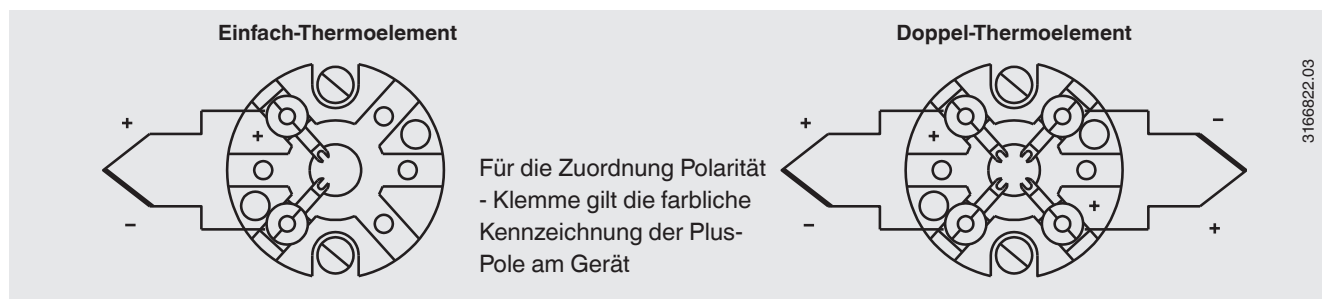 Einfach-Thermoelement
+
+
–
Für die Zuordnung Polarität
- Klemme gilt die farbliche
Kennzeichnung der Plus-
Pole am Gerät
Doppel-Thermoelement
+
+
–
–
+
+
3166822.03